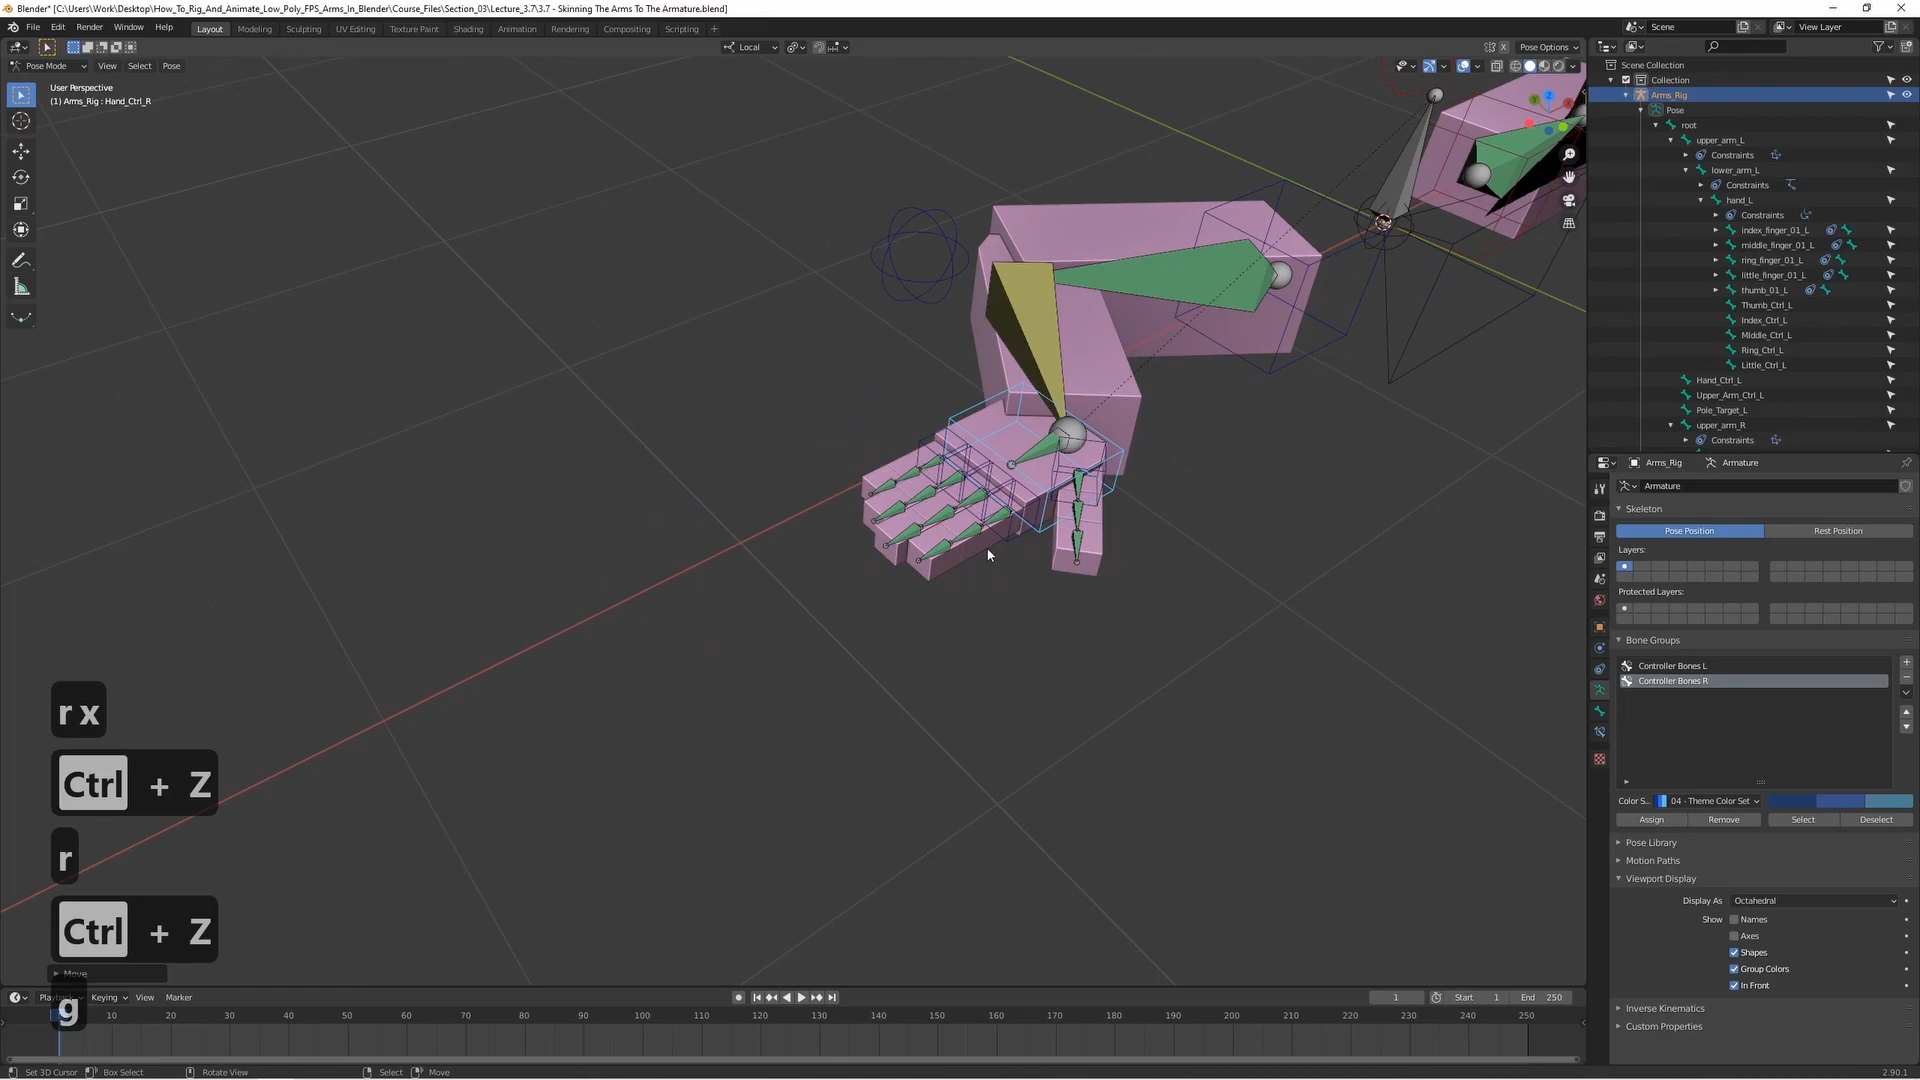 Blender* [C:\Users\Work\Desktop\How_To_Rig_And_Animate_Low_Poly_FPS_Arms_In_Blender\Course_Files\Section_03\Lecture_3.7\3.7 - Skinning The Arms To The Armature.blend]
File Edit Render Window Help Layout Modeling Sculpting UV Editing Texture Paint Shading Animation Rendering Compositing Scripting + Scene View Layer
Local X Pose Options
Pose Mode View Select Pose
User Perspective
(1) Arms_Rig : Hand_Ctrl_R
Scene Collection
Collection
Arms_Rig
Pose
root
upper_arm_L
Constraints
lower_arm_L
Constraints
hand_L
Constraints
index_finger_01_L
middle_finger_01_L
ring_finger_01_L
little_finger_01_L
thumb_01_L
Thumb_Ctrl_L
Index_Ctrl_L
Middle_Ctrl_L
Ring_Ctrl_L
Little_Ctrl_L
Hand_Ctrl_L
Upper_Arm_Ctrl_L
Pole_Target_L
upper_arm_R
Constraints
Arms_Rig Armature
Armature
Skeleton
Pose Position Rest Position
Layers:
Protected Layers:
Bone Groups
Controller Bones L
Controller Bones R
Color S... 04 - Theme Color Set
Assign Remove Select Deselect
Pose Library
Motion Paths
Viewport Display
Display As Octahedral
Show Names
Axes
Shapes
Group Colors
In Front
Inverse Kinematics
Custom Properties
r x
Ctrl + Z
r
Ctrl + Z
Move
g
Playback Keying View Marker 1 Start 1 End 250
10 20 30 40 50 60 70 80 90 100 110 120 130 140 150 160 170 180 190 200 210 220 230 240 250
Set 3D Cursor Box Select Rotate View Select Move 2.90.1